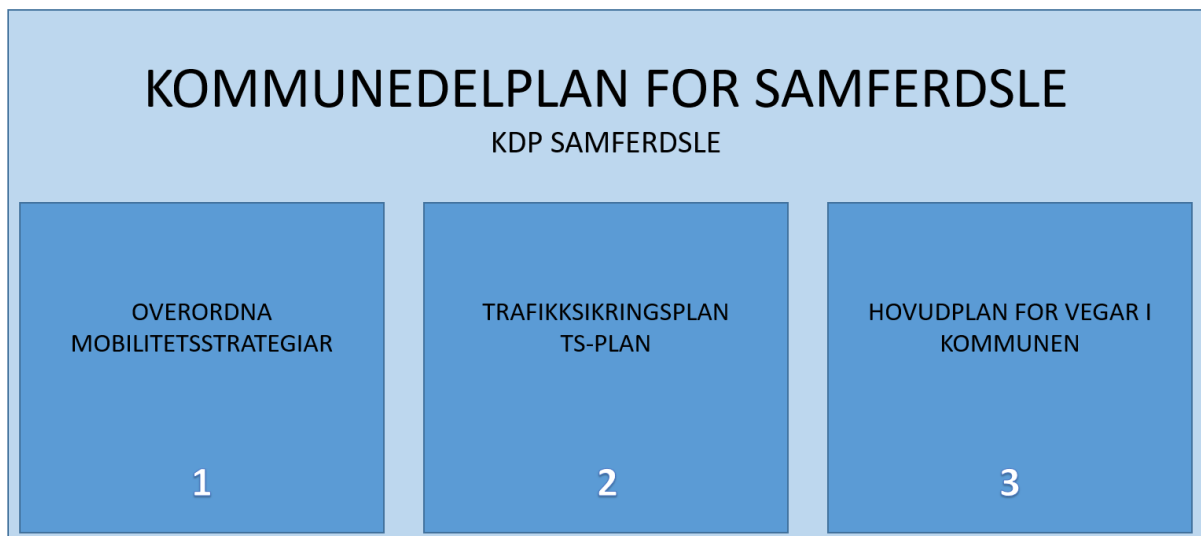 KOMMUNEDELPLAN FOR SAMFERDSLE
KDP SAMFERDSLE
OVERORDNA
MOBILITETSSTRATEGIAR
1
TRAFIKKSIKRINGSPLAN
TS-PLAN
2
HOVUDPLAN FOR VEGAR I
KOMMUNEN
3